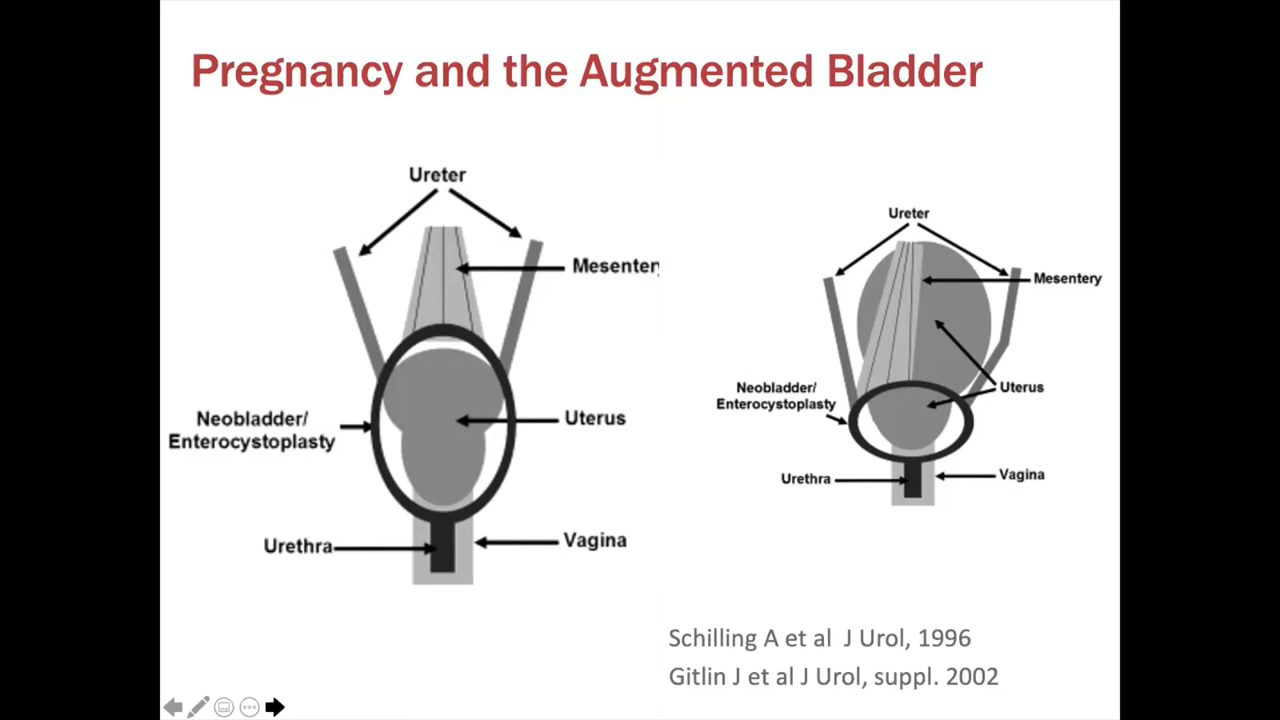 Pregnancy and the Augmented Bladder
Ureter
Mesentery
Neobladder/
Enterocystoplasty
Uterus
Urethra
Vagina
Ureter
Mesentery
Neobladder/
Enterocystoplasty
Uterus
Urethra
Vagina
Schilling A et al J Urol, 1996
Gitlin J et al J Urol, suppl. 2002